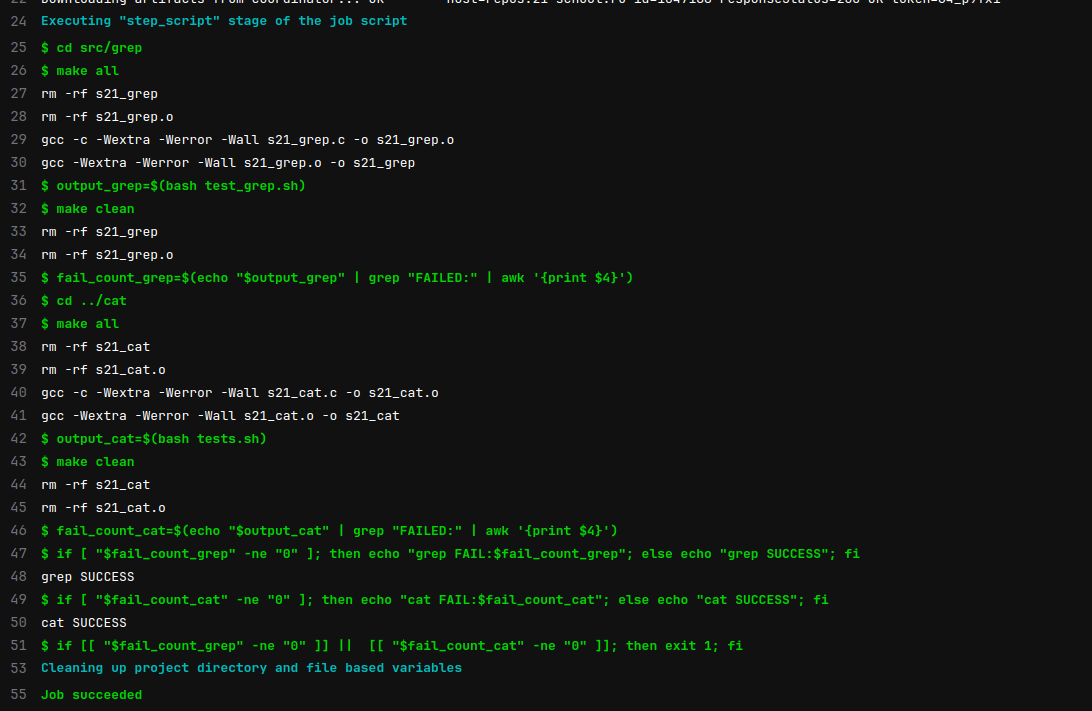 24 Executing "step_script" stage of the job script
25 $ cd src/grep
26 $ make all
27 rm -rf s21_grep
28 rm -rf s21_grep.o
29 gcc -c -Wextra -Werror -Wall s21_grep.c -o s21_grep.o
30 gcc -Wextra -Werror -Wall s21_grep.o -o s21_grep
31 $ output_grep=$(bash test_grep.sh)
32 $ make clean
33 rm -rf s21_grep
34 rm -rf s21_grep.o
35 $ fail_count_grep=$(echo "$output_grep" | grep "FAILED:" | awk '{print $4}')
36 $ cd ../cat
37 $ make all
38 rm -rf s21_cat
39 rm -rf s21_cat.o
40 gcc -c -Wextra -Werror -Wall s21_cat.c -o s21_cat.o
41 gcc -Wextra -Werror -Wall s21_cat.o -o s21_cat
42 $ output_cat=$(bash tests.sh)
43 $ make clean
44 rm -rf s21_cat
45 rm -rf s21_cat.o
46 $ fail_count_cat=$(echo "$output_cat" | grep "FAILED:" | awk '{print $4}')
47 $ if [ "$fail_count_grep" -ne "0" ]; then echo "grep FAIL:$fail_count_grep"; else echo "grep SUCCESS"; fi
48 grep SUCCESS
49 $ if [ "$fail_count_cat" -ne "0" ]; then echo "cat FAIL:$fail_count_cat"; else echo "cat SUCCESS"; fi
50 cat SUCCESS
51 $ if [[ "$fail_count_grep" -ne "0" ]] ||  [[ "$fail_count_cat" -ne "0" ]]; then exit 1; fi
53 Cleaning up project directory and file based variables
55 Job succeeded